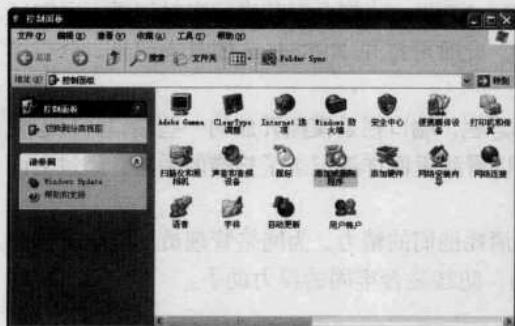 控制面板
文件(F) 编辑(E) 查看(V) 收藏(A) 工具(T) 帮助(H)
后退 搜索 文件夹 Folder Sync
地址(D) 控制面板 转到
控制面板
切换到分类视图
请参阅
Windows Update
帮助和支持
Adobe Gamma ClearType 调整 Internet 选项 Windows 防火墙 安全中心 便携媒体设备 打印机和传真
扫描仪和照相机 声音和音频设备 鼠标 添加或删除程序 添加硬件 网络安装向导 网络连接
语音 字体 自动更新 用户帐户